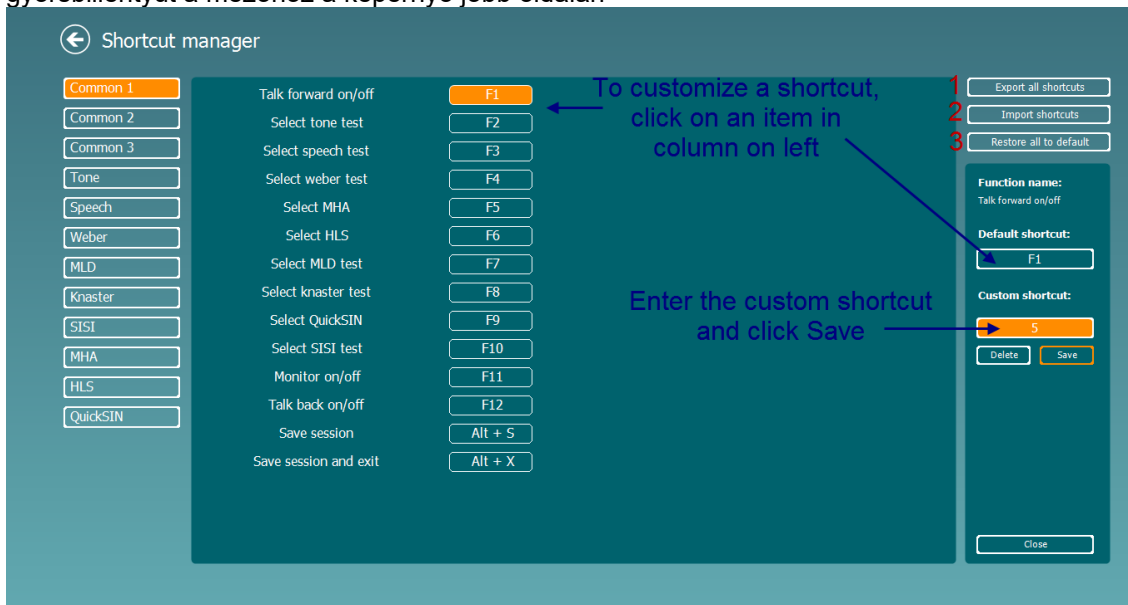 gyorsbillentyűt a mezőhöz a képernyő jobb oldalán
Shortcut manager
Common 1
Common 2
Common 3
Tone
Speech
Weber
MLD
Knaster
SISI
MHA
HLS
QuickSIN
Talk forward on/off F1
Select tone test F2
Select speech test F3
Select weber test F4
Select MHA F5
Select HLS F6
Select MLD test F7
Select knaster test F8
Select QuickSIN F9
Select SISI test F10
Monitor on/off F11
Talk back on/off F12
Save session Alt + S
Save session and exit Alt + X
To customize a shortcut,
click on an item in
column on left
Enter the custom shortcut
and click Save
1 Export all shortcuts
2 Import shortcuts
3 Restore all to default
Function name:
Talk forward on/off
Default shortcut:
F1
Custom shortcut:
5
Delete Save
Close